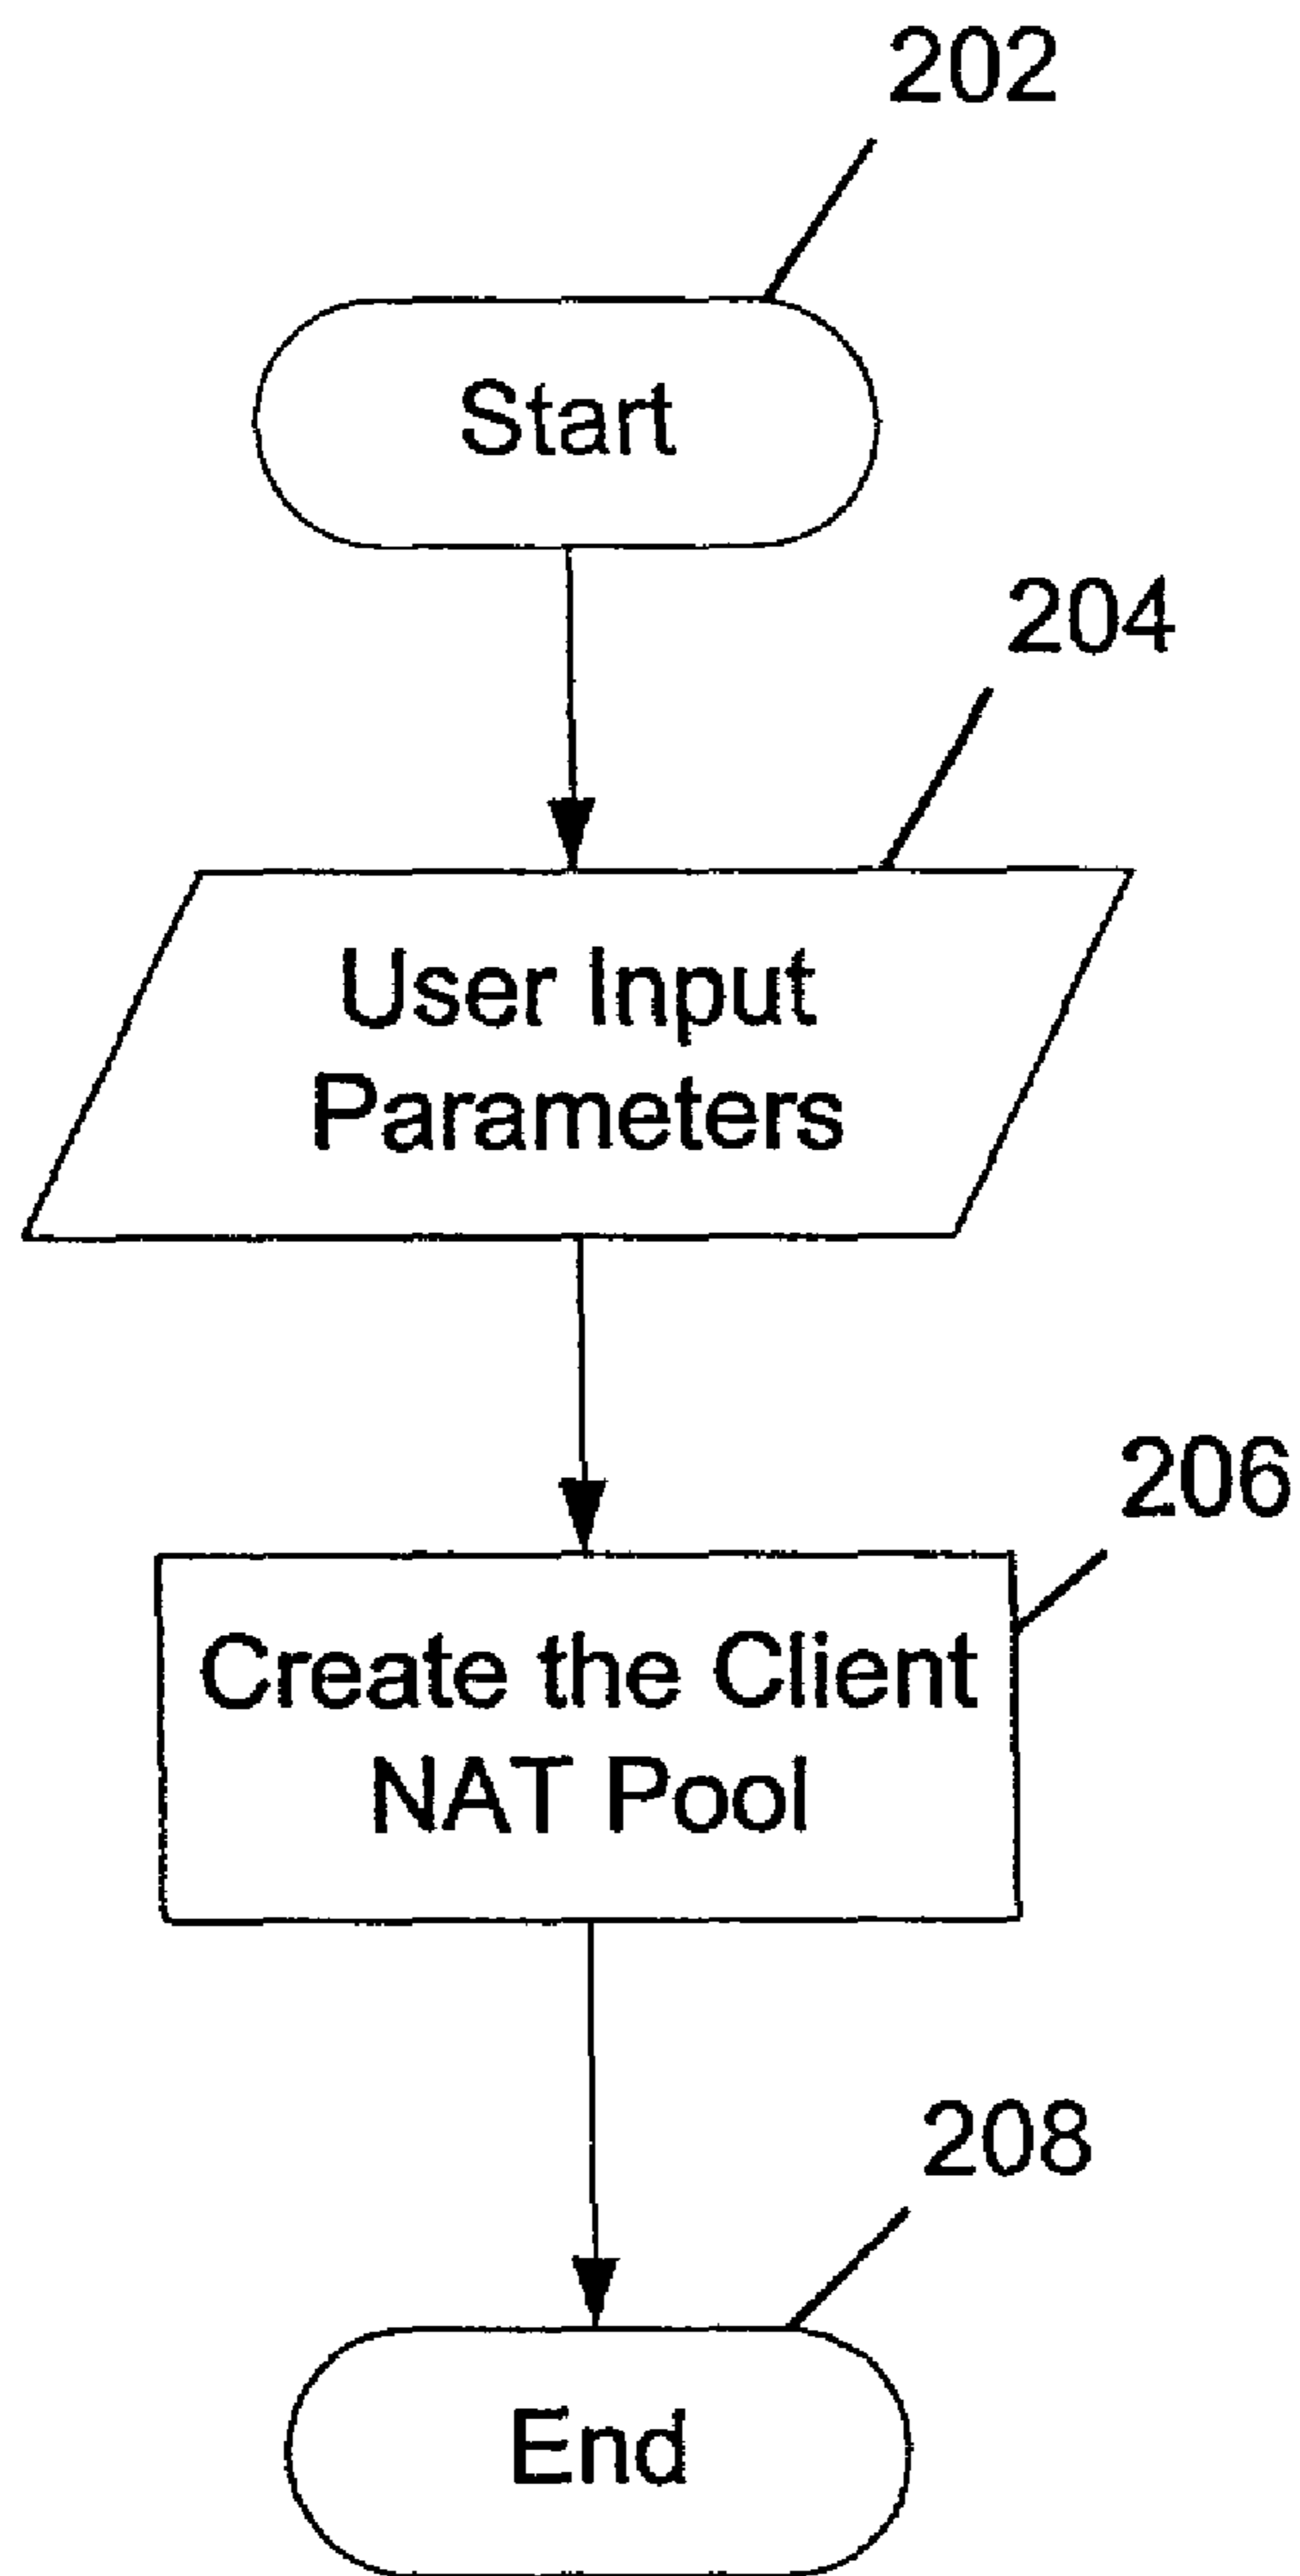 202
Start
204
User Input
Parameters
206
Create the Client
NAT Pool
208
End